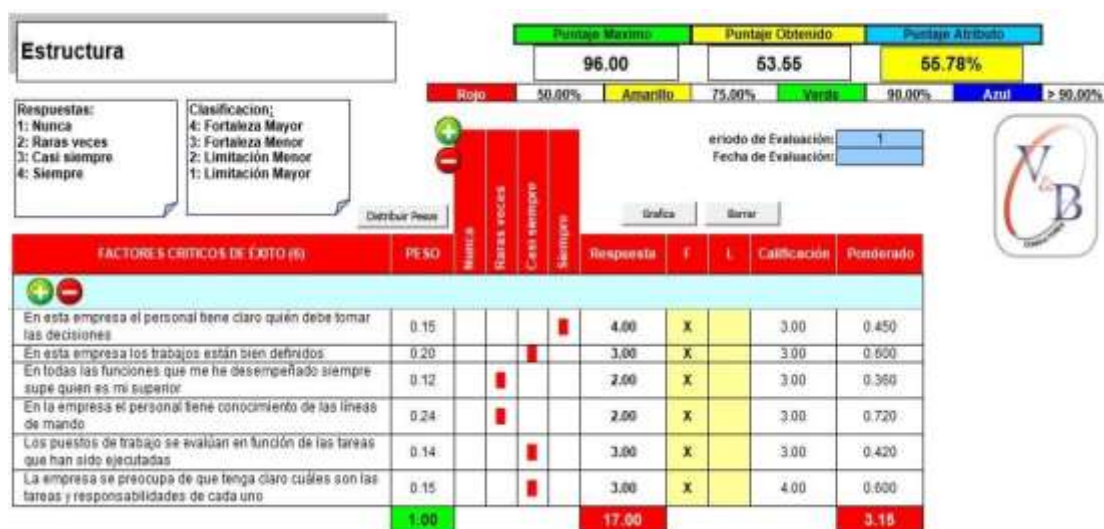 Estructura
Puntaje Maximo Puntaje Obtenido Puntaje Atributo
96.00 53.55 55.78%
Rojo 50.00% Amarillo 75.00% Verde 90.00% Azul > 90.00%
Respuestas:
1: Nunca
2: Raras veces
3: Casi siempre
4: Siempre
Clasificacion:
4: Fortaleza Mayor
3: Fortaleza Menor
2: Limitación Menor
1: Limitación Mayor
eriodo de Evaluación: 1
Fecha de Evaluación:
V&B
Distribuir Pesos
Grafica Borrar
FACTORES CRITICOS DE ÉXITO (6) PESO Nunca Raras veces Casi siempre Siempre Respuesta F L Calificación Ponderado
En esta empresa el personal tiene claro quién debe tomar
las decisiones 0.15 4.00 X 3.00 0.450
En esta empresa los trabajos están bien definidos 0.20 3.00 X 3.00 0.600
En todas las funciones que me he desempeñado siempre
supe quien es mi superior 0.12 2.00 X 3.00 0.360
En la empresa el personal tiene conocimiento de las líneas
de mando 0.24 2.00 X 3.00 0.720
Los puestos de trabajo se evalúan en función de las tareas
que han sido ejecutadas 0.14 3.00 X 3.00 0.420
La empresa se preocupa de que tenga claro cuáles son las
tareas y responsabilidades de cada uno 0.15 3.00 X 4.00 0.600
1.00 17.00 3.15